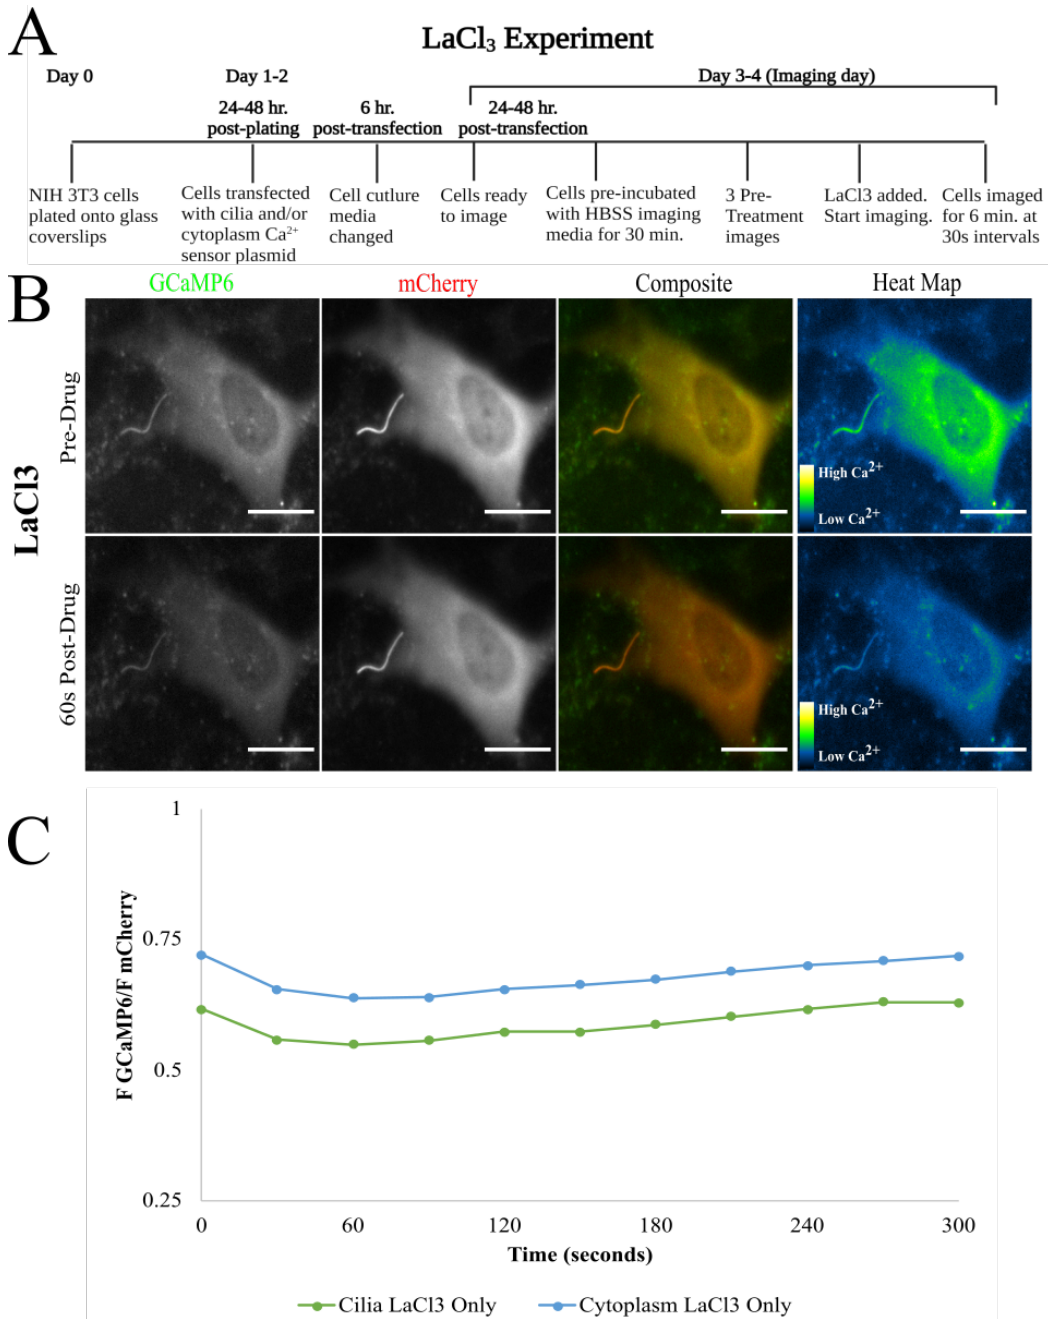 A
LaCl₃ Experiment
Day 0
Day 1-2
Day 3-4 (Imaging day)
24-48 hr.
post-plating
6 hr.
post-transfection
24-48 hr.
post-transfection
NIH 3T3 cells
plated onto glass
coverslips
Cells transfected
with cilia and/or
cytoplasm Ca²⁺
sensor plasmid
Cell cutlure
media
changed
Cells ready
to image
Cells pre-incubated
with HBSS imaging
media for 30 min.
3 Pre-
Treatment
images
LaCl3 added.
Start imaging.
Cells imaged
for 6 min. at
30s intervals
B
GCaMP6
mCherry
Composite
Heat Map
LaCl3
Pre-Drug
High Ca²⁺
Low Ca²⁺
60s Post-Drug
High Ca²⁺
Low Ca²⁺
C
F GCaMP6/F mCherry
1
0.75
0.5
0.25
0
60
120
180
240
300
Time (seconds)
Cilia LaCl3 Only
Cytoplasm LaCl3 Only